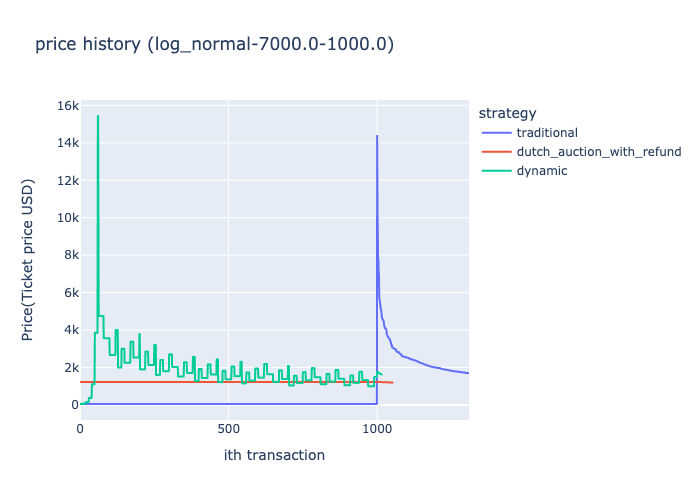 price history (log_normal-7000.0-1000.0)
strategy
traditional
dutch_auction_with_refund
dynamic
Price(Ticket price USD)
16k
14k
12k
10k
8k
6k
4k
2k
0
0
500
1000
ith transaction